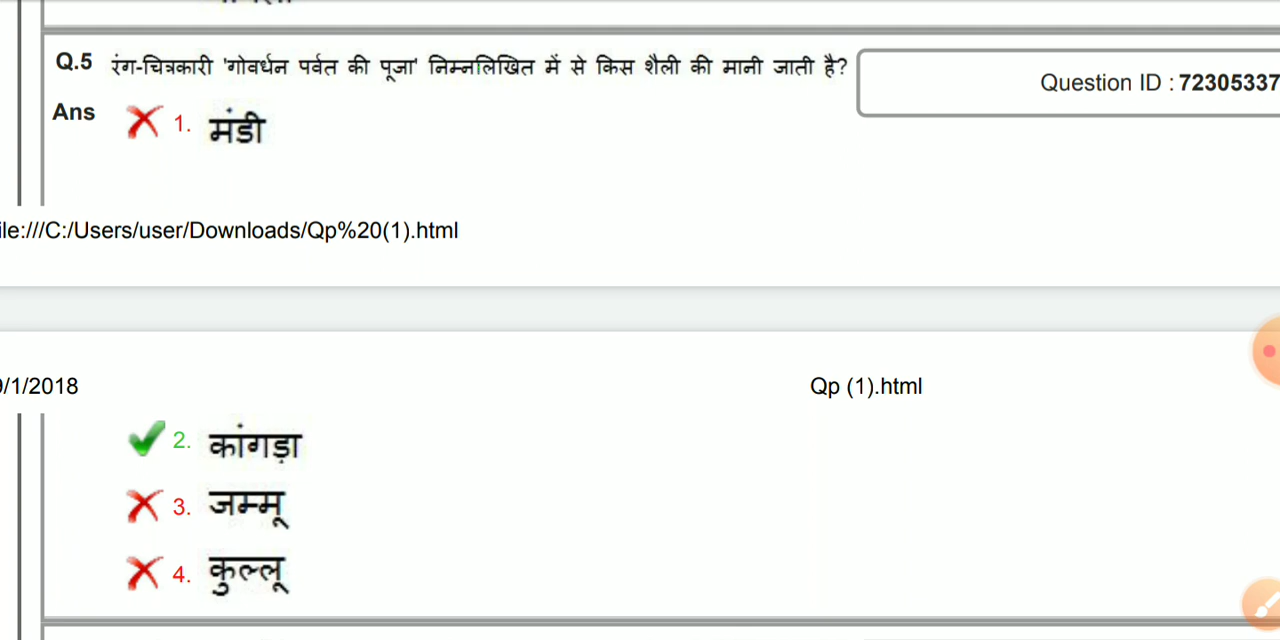 Q.5 रंग-चित्रकारी 'गोवर्धन पर्वत की पूजा' निम्नलिखित में से किस शैली की मानी जाती है?
Question ID : 72305337
Ans
1. मंडी
ile:///C:/Users/user/Downloads/Qp%20(1).html
/1/2018
Qp (1).html
2. कांगड़ा
3. जम्मू
4. कुल्लू